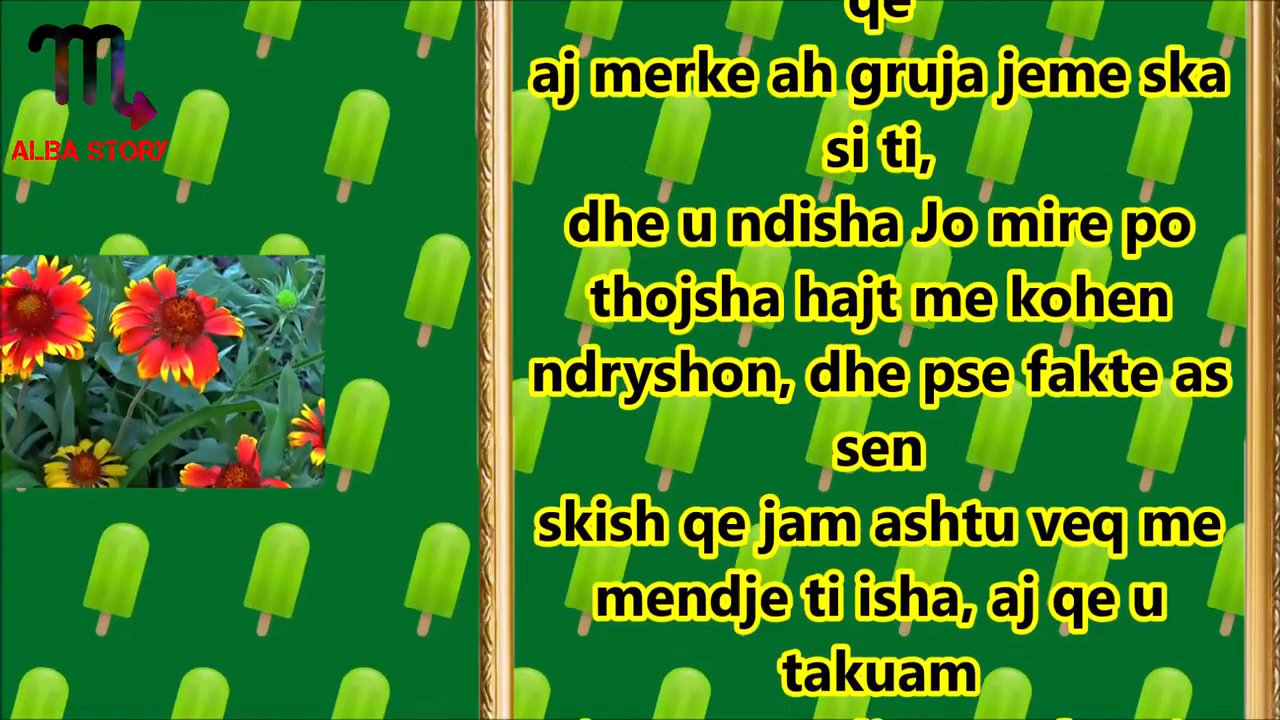 ALBA STORY
qe
aj merke ah gruja jeme ska
si ti,
dhe u ndisha Jo mire po
thojsha hajt me kohen
ndryshon, dhe pse fakte as
sen
skish qe jam ashtu veq me
mendje ti isha, aj qe u
takuam